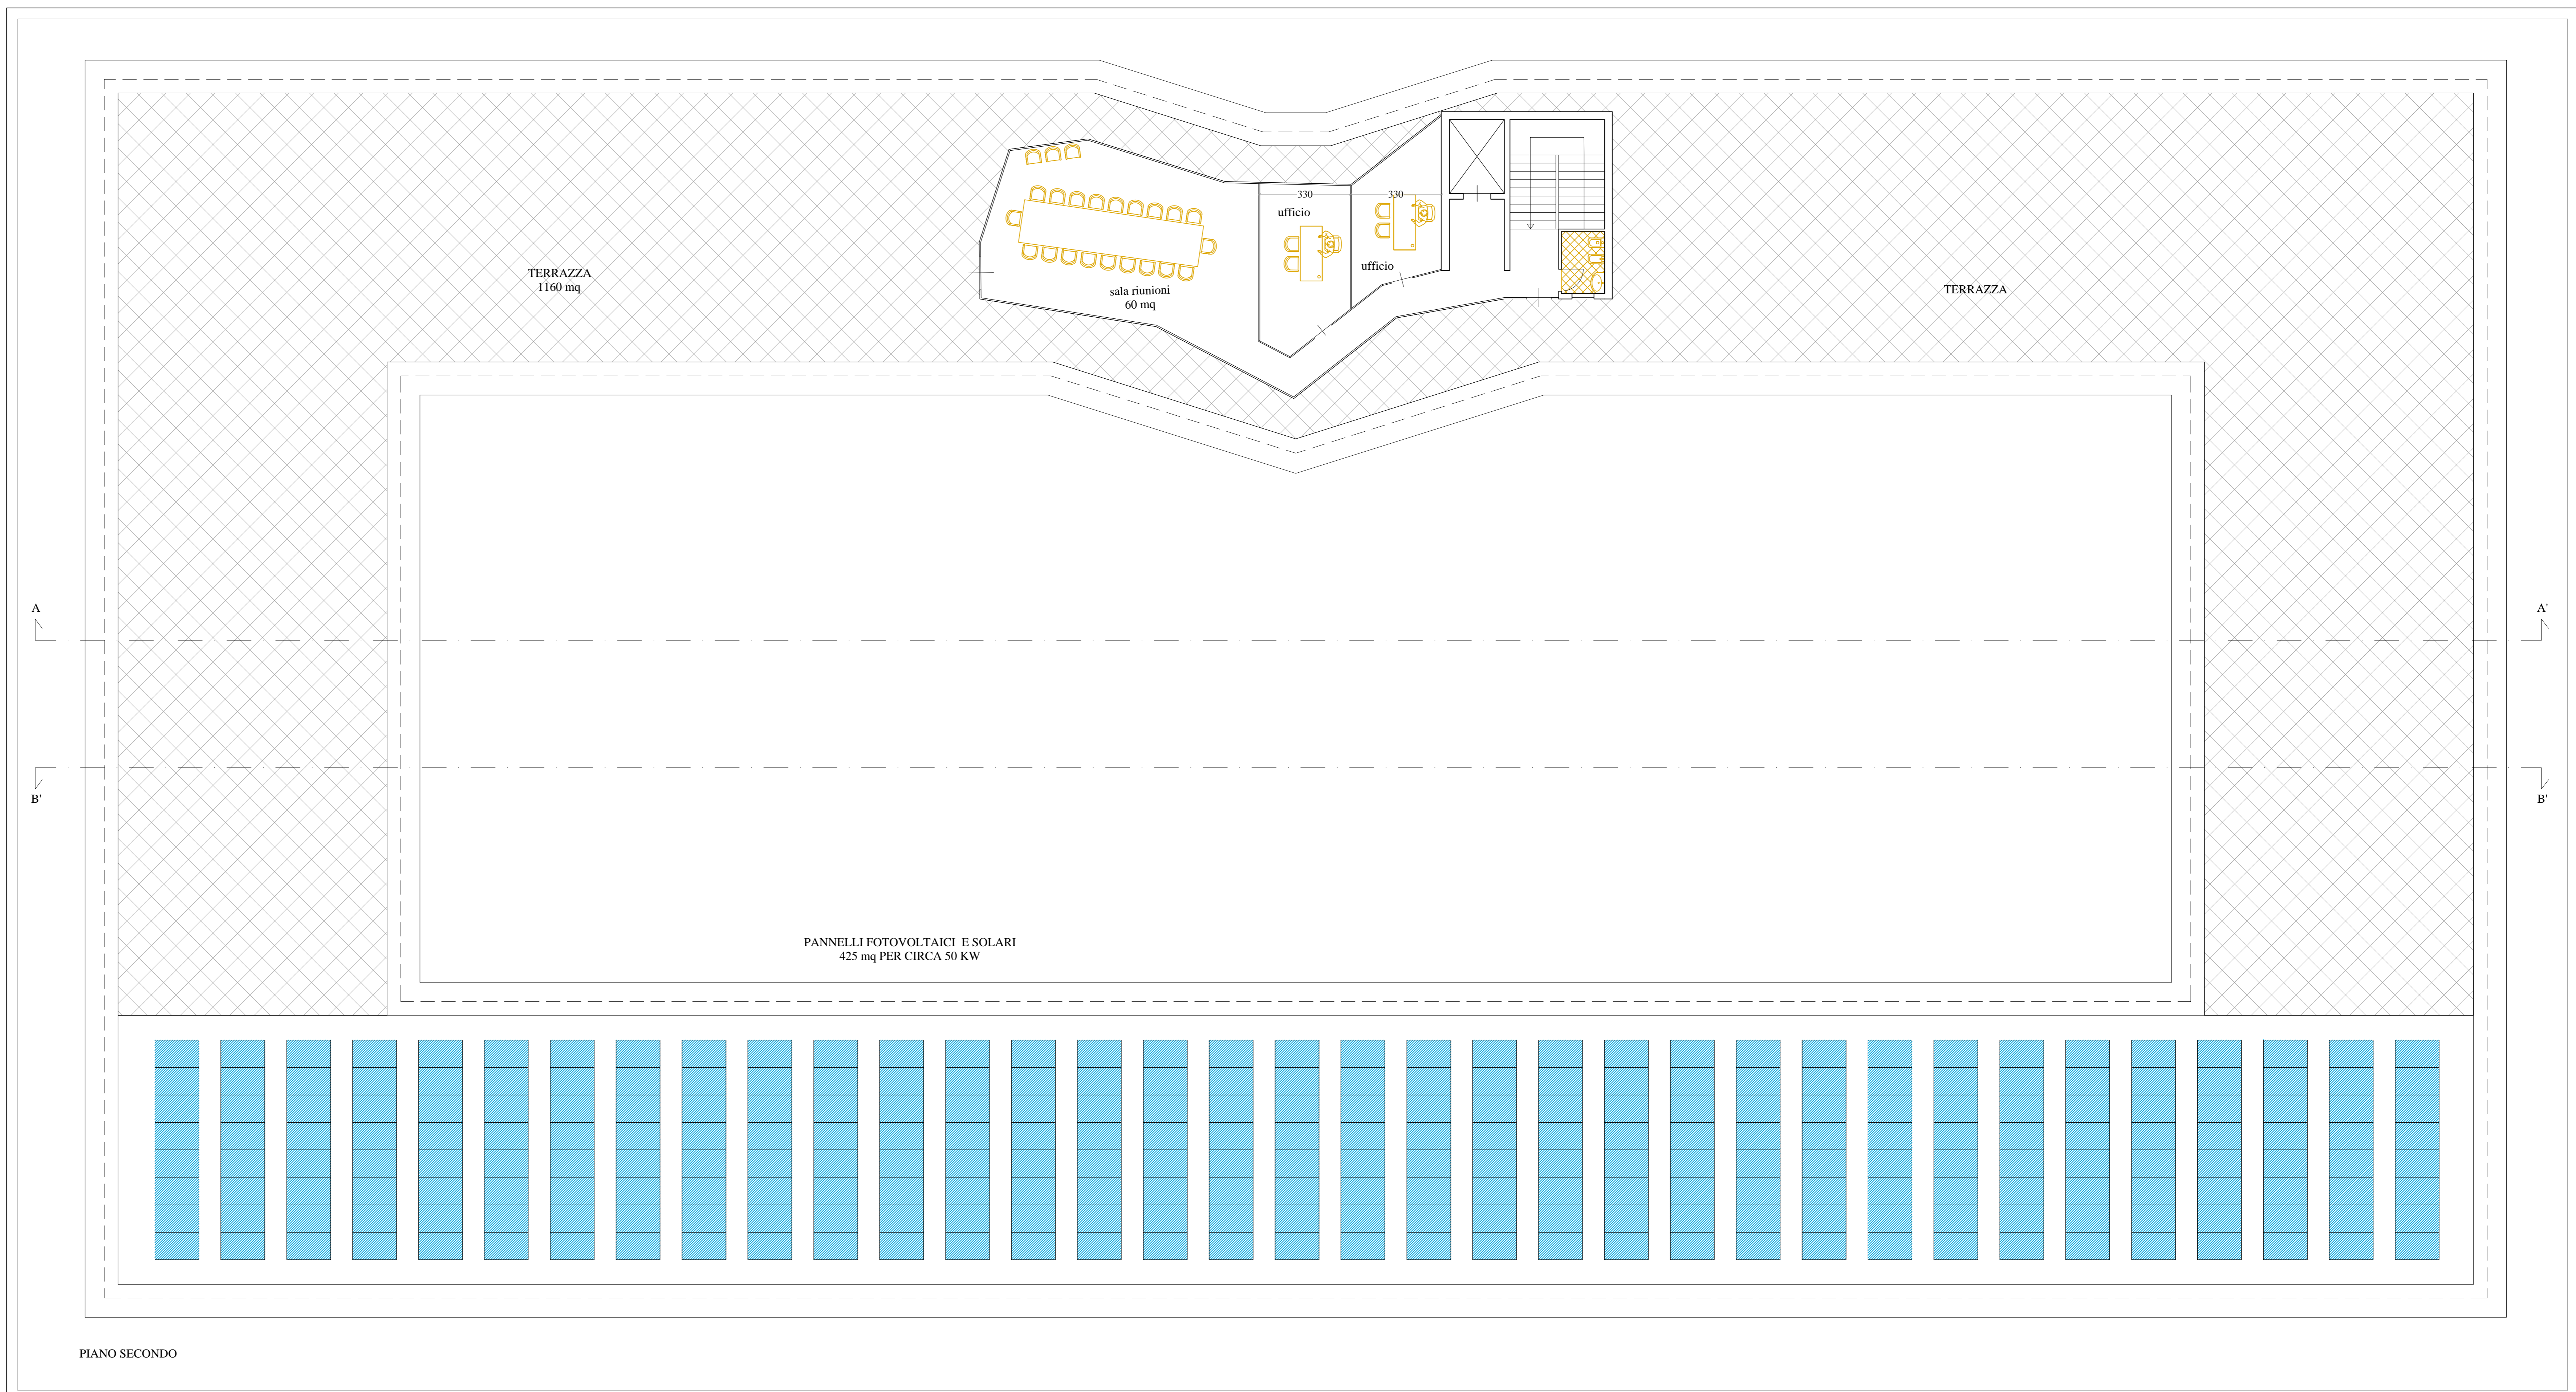 330
330
ufficio
ufficio
TERRAZZA
1160 mq
sala riunioni
60 mq
TERRAZZA
A
A'
B'
B'
PANNELLI FOTOVOLTAICI E SOLARI
425 mq PER CIRCA 50 KW
PIANO SECONDO